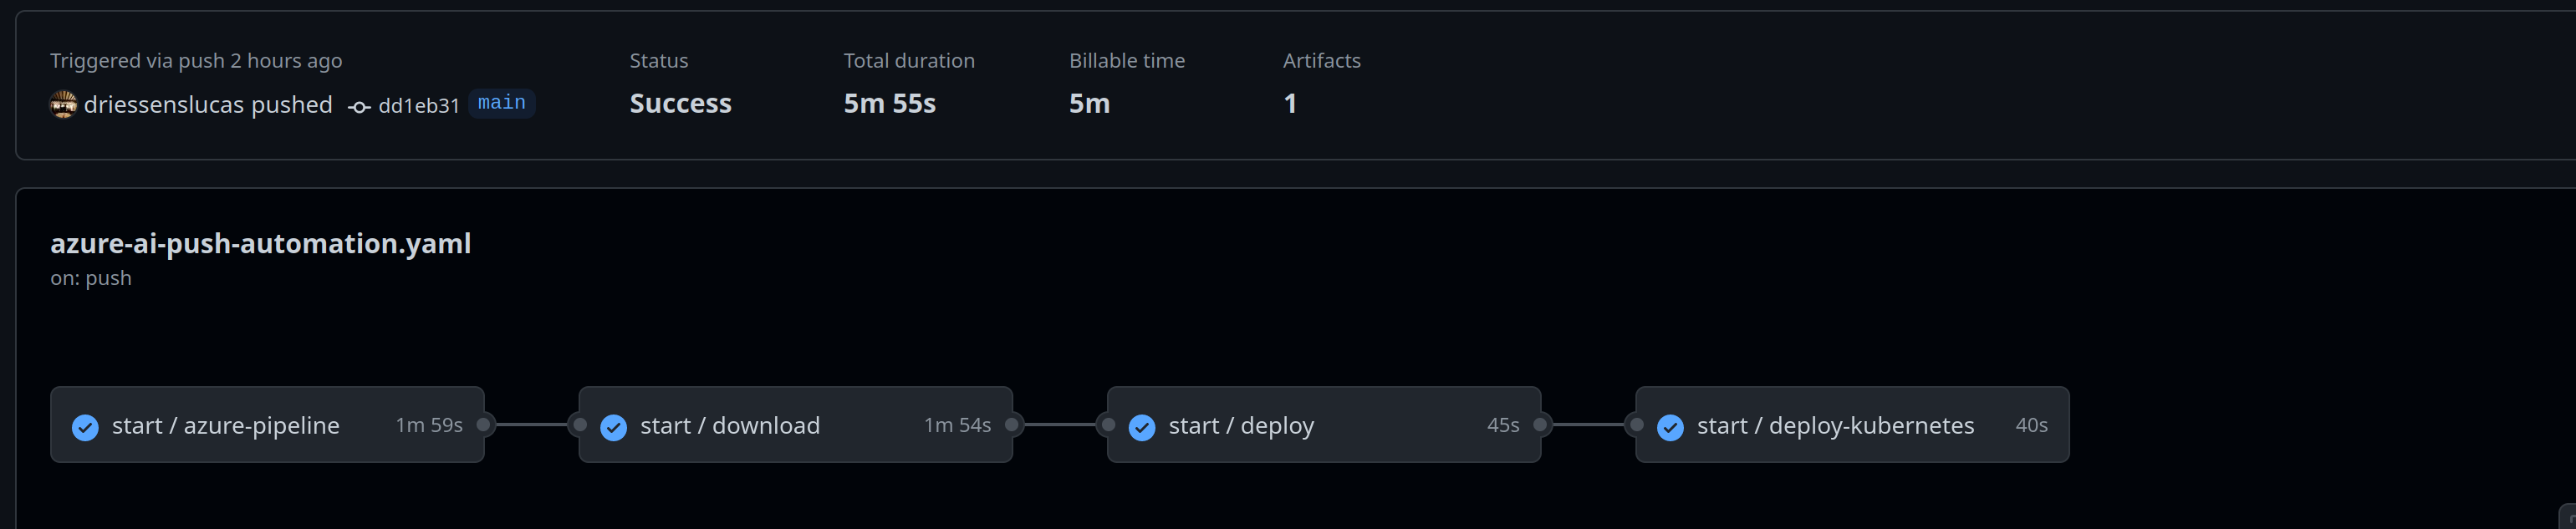 Triggered via push 2 hours ago
driessenslucas pushed dd1eb31 main
Status
Success
Total duration
5m 55s
Billable time
5m
Artifacts
1
azure-ai-push-automation.yaml
on: push
start / azure-pipeline 1m 59s
start / download 1m 54s
start / deploy 45s
start / deploy-kubernetes 40s